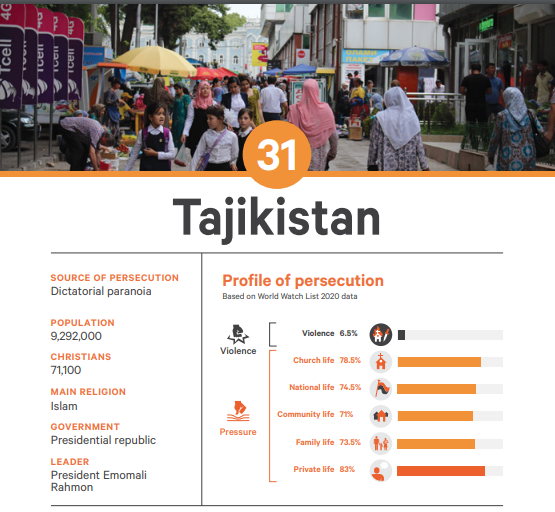 4G
Tcell
31
Tajikistan
SOURCE OF PERSECUTION
Dictatorial paranoia
POPULATION
9,292,000
CHRISTIANS
71,100
MAIN RELIGION
Islam
GOVERNMENT
Presidential republic
LEADER
President Emomali
Rahmon
Profile of persecution
Based on World Watch List 2020 data
Violence
Violence 6.5%
Church life 78.5%
National life 74.5%
Community life 71%
Family life 73.5%
Private life 83%
Pressure